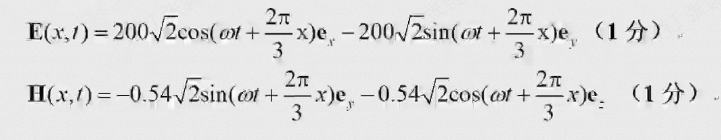 E(x,t)=200√2cos(ωt+2π/3 x)e_y−200√2sin(ωt+2π/3 x)e_y（1分）
H(x,t)=−0.54√2sin(ωt+2π/3 x)e_y−0.54√2cos(ωt+2π/3 x)e_z（1分）